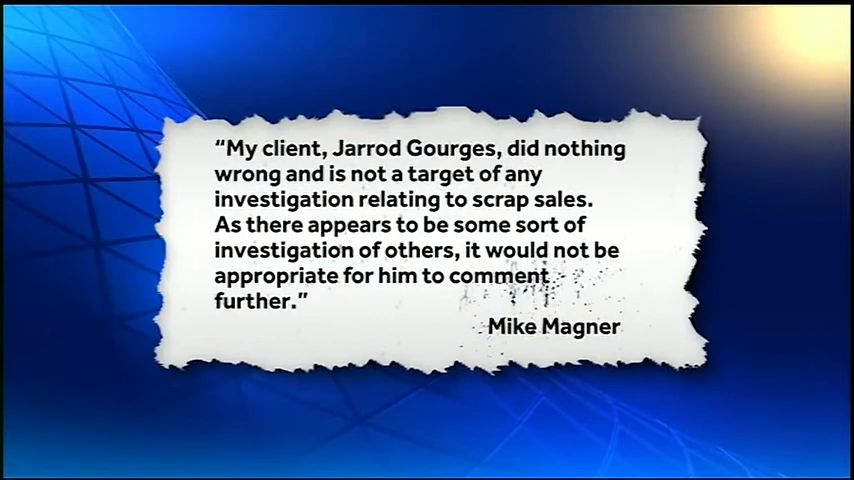 “My client, Jarrod Gourges, did nothing
wrong and is not a target of any
investigation relating to scrap sales.
As there appears to be some sort of
investigation of others, it would not be
appropriate for him to comment
further.”
Mike Magner